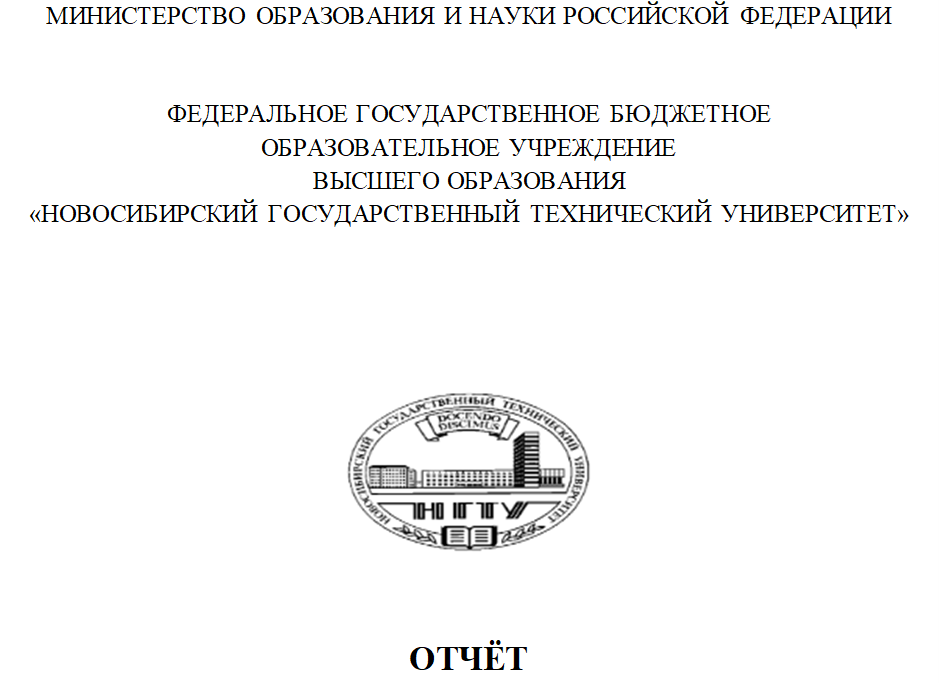 МИНИСТЕРСТВО ОБРАЗОВАНИЯ И НАУКИ РОССИЙСКОЙ ФЕДЕРАЦИИ
ФЕДЕРАЛЬНОЕ ГОСУДАРСТВЕННОЕ БЮДЖЕТНОЕ
ОБРАЗОВАТЕЛЬНОЕ УЧРЕЖДЕНИЕ
ВЫСШЕГО ОБРАЗОВАНИЯ
«НОВОСИБИРСКИЙ ГОСУДАРСТВЕННЫЙ ТЕХНИЧЕСКИЙ УНИВЕРСИТЕТ»
НОВОСИБИРСКИЙ ГОСУДАРСТВЕННЫЙ ТЕХНИЧЕСКИЙ УНИВЕРСИТЕТ
DOCENDO
DISCIMUS
НГТУ
ОТЧЁТ